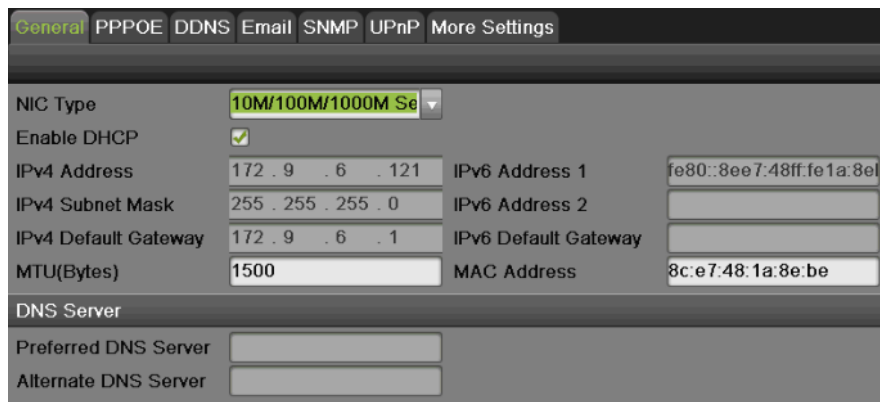 General PPPOE DDNS Email SNMP UPnP More Settings
NIC Type 10M/100M/1000M Se
Enable DHCP
IPv4 Address 172 . 9 . 6 . 121 IPv6 Address 1 fe80::8ee7:48ff:fe1a:8el
IPv4 Subnet Mask 255 . 255 . 255 . 0 IPv6 Address 2
IPv4 Default Gateway 172 . 9 . 6 . 1 IPv6 Default Gateway
MTU(Bytes) 1500 MAC Address 8c:e7:48:1a:8e:be
DNS Server
Preferred DNS Server
Alternate DNS Server